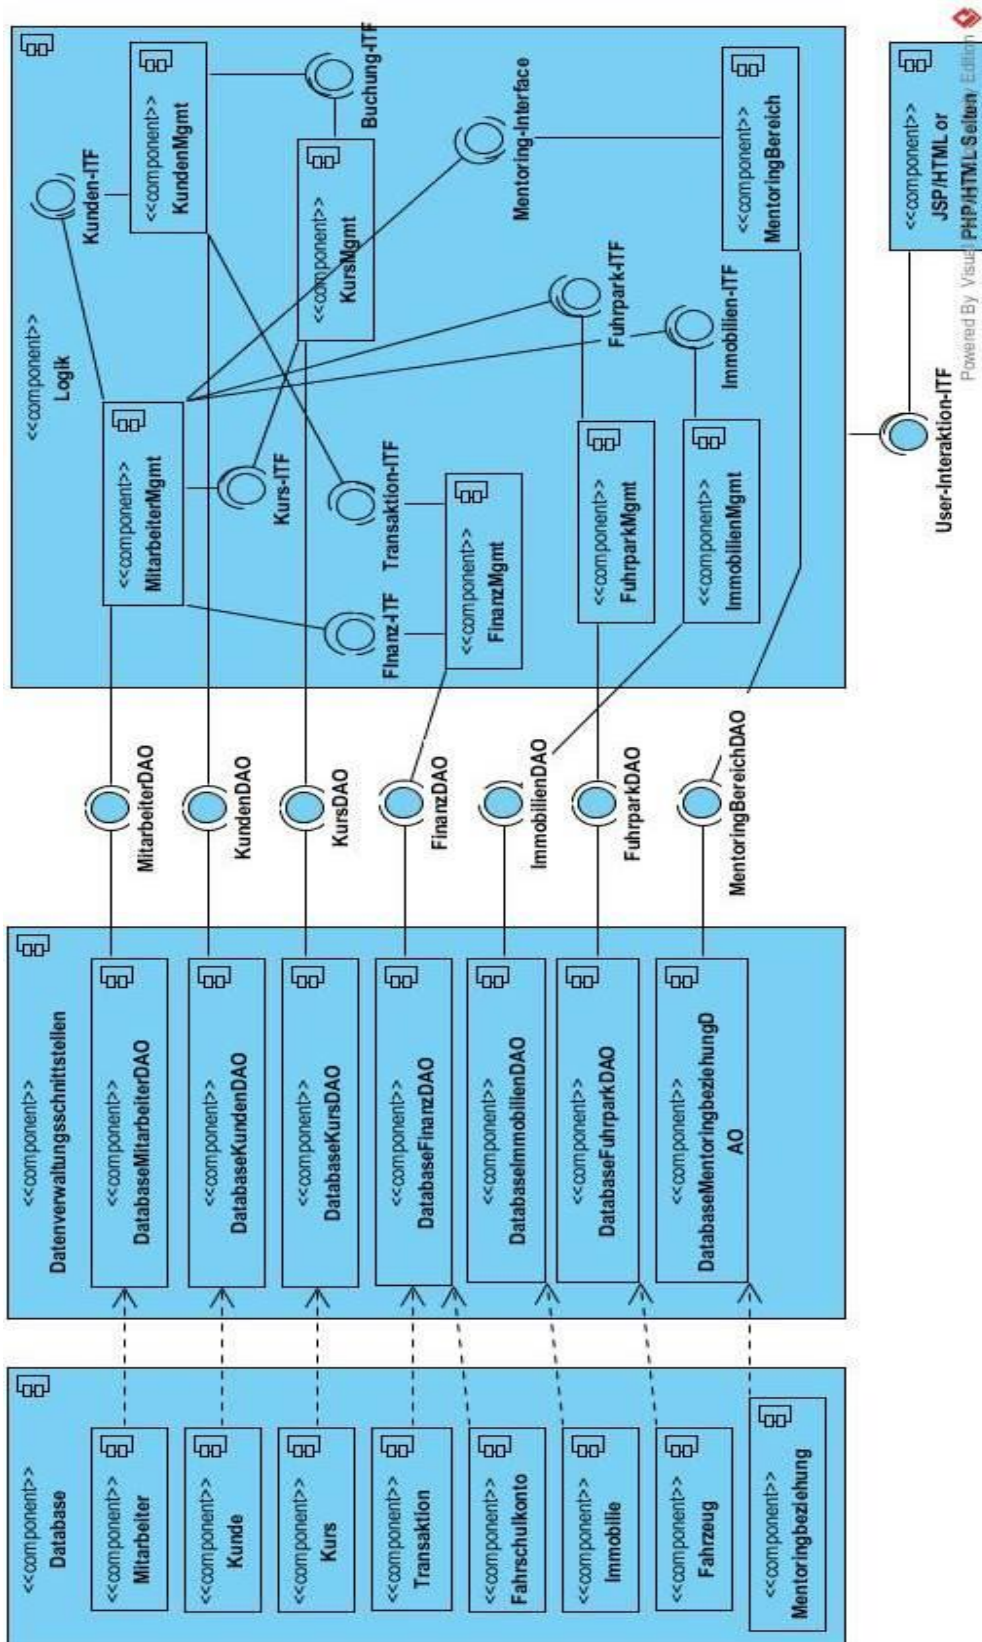 <<component>>
Database
<<component>>
Mitarbeiter
<<component>>
Kunde
<<component>>
Kurs
<<component>>
Transaktion
<<component>>
Fahrschulkonto
<<component>>
Immobilie
<<component>>
Fahrzeug
<<component>>
Mentoringbeziehung
<<component>>
Datenverwaltungsschnittstellen
<<component>>
DatabaseMitarbeiterDAO
<<component>>
DatabaseKundenDAO
<<component>>
DatabaseKursDAO
<<component>>
DatabaseFinanzDAO
<<component>>
DatabaseImmobilienDAO
<<component>>
DatabaseFuhrparkDAO
<<component>>
DatabaseMentoringbeziehungD
AO
MitarbeiterDAO
KundenDAO
KursDAO
FinanzDAO
ImmobilienDAO
FuhrparkDAO
MentoringBereichDAO
<<component>>
Logik
Kunden-ITF
<<component>>
KundenMgmt
<<component>>
MitarbeiterMgmt
Buchung-ITF
Kurs-ITF
<<component>>
KursMgmt
Finanz-ITF
Transaktion-ITF
<<component>>
FinanzMgmt
Mentoring-Interface
<<component>>
FuhrparkMgmt
Fuhrpark-ITF
<<component>>
ImmobilienMgmt
Immobilien-ITF
<<component>>
MentoringBereich
User-Interaktion-ITF
<<component>>
JSP/HTML or
PHP/HTML Seiten
Powered By Visual Edition